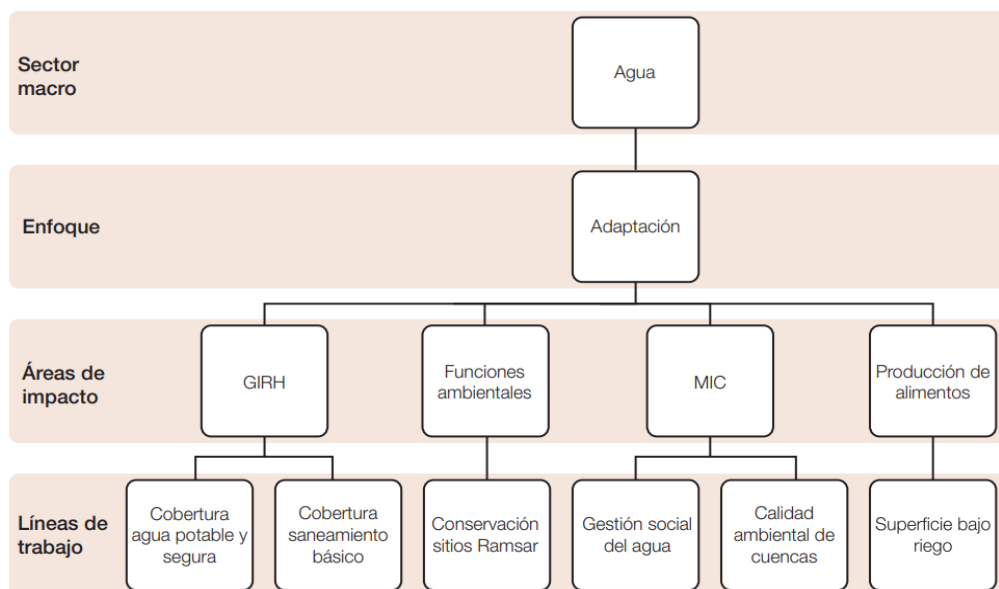 Sector
macro
Agua
Enfoque
Adaptación
Áreas de
impacto
GIRH
Funciones
ambientales
MIC
Producción de
alimentos
Líneas de
trabajo
Cobertura
agua potable y
segura
Cobertura
saneamiento
básico
Conservación
sitios Ramsar
Gestión social
del agua
Calidad
ambiental de
cuencas
Superficie bajo
riego